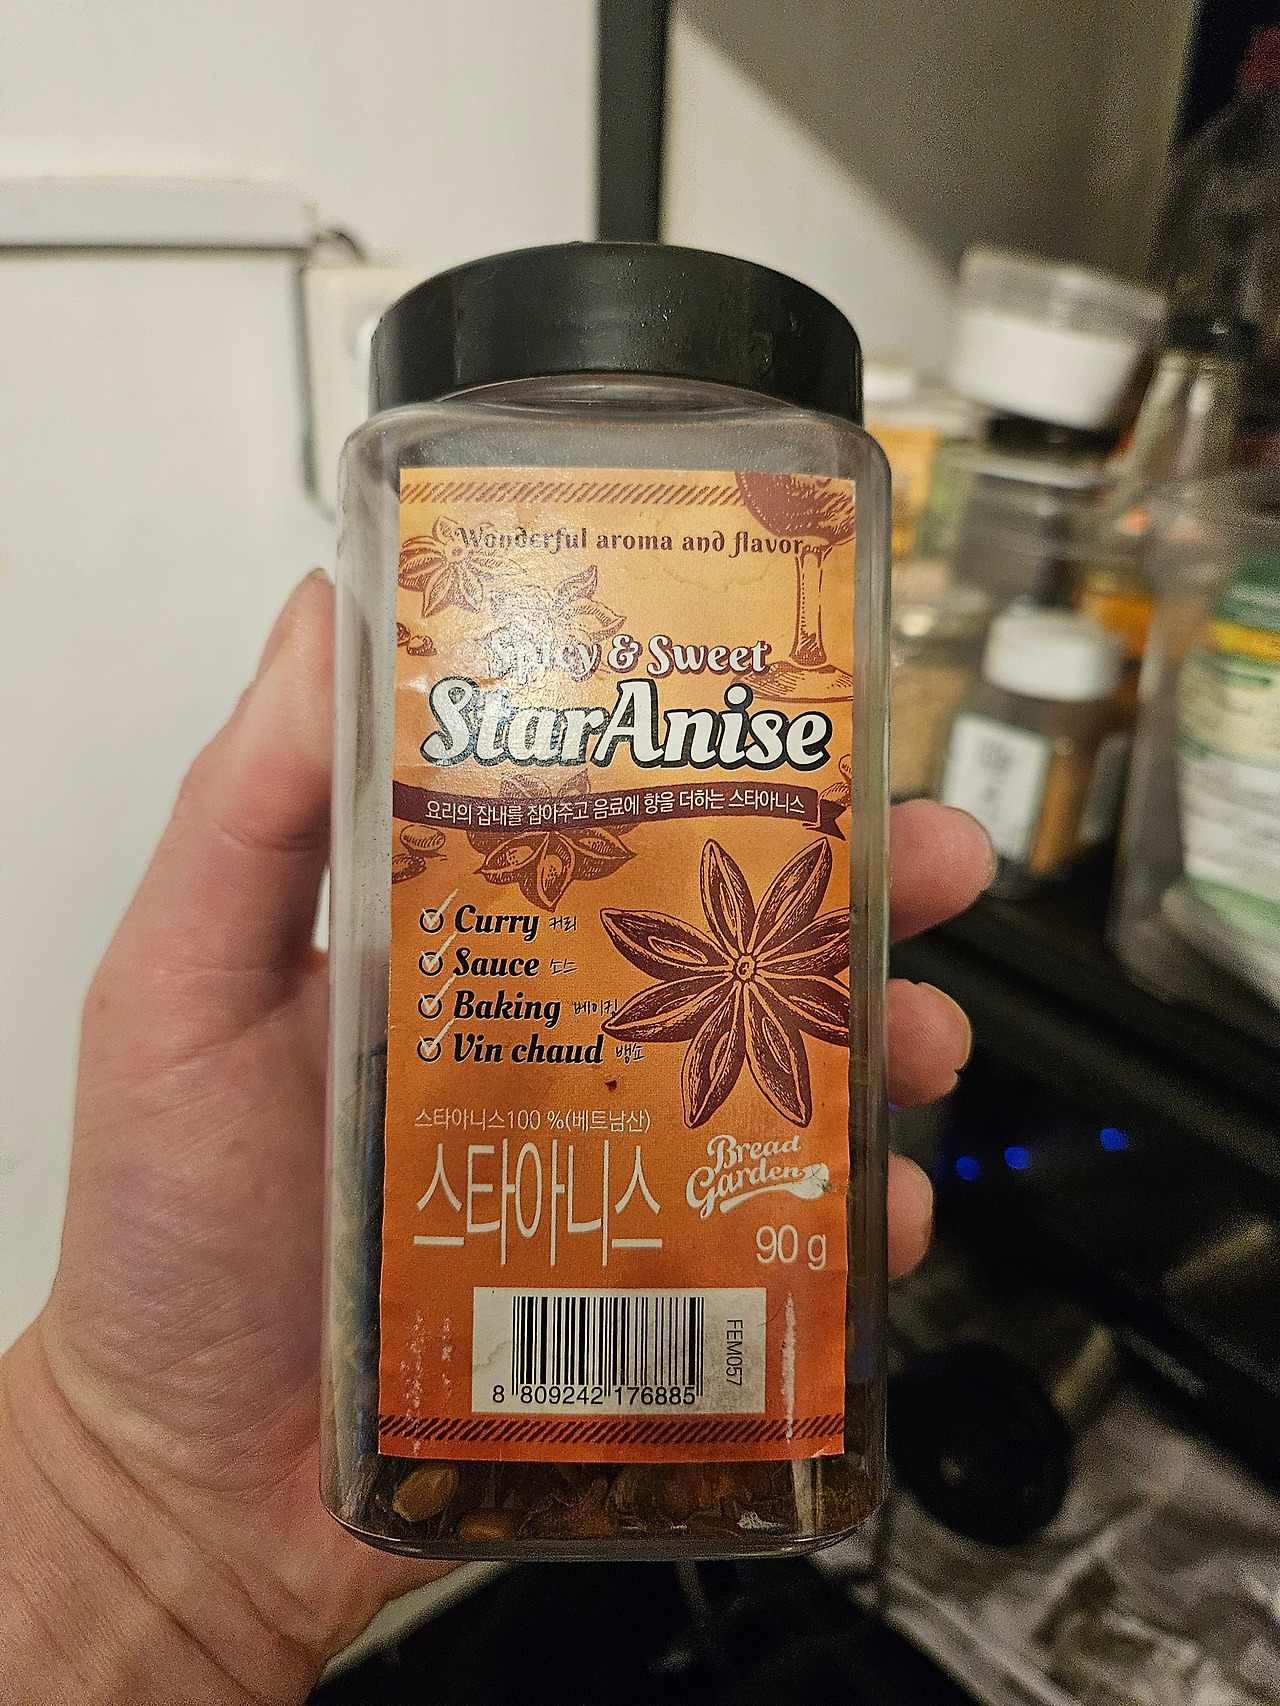 Wonderful aroma and flavor
Spicy & Sweet
StarAnise
요리의 잡내를 잡아주고 음료에 향을 더하는 스타아니스
Curry 커리
Sauce 소스
Baking 베이킹
Vin chaud 뱅쇼
스타아니스100 %(베트남산)
스타아니스
Bread
Garden
90 g
FEM057
8 809242 176885